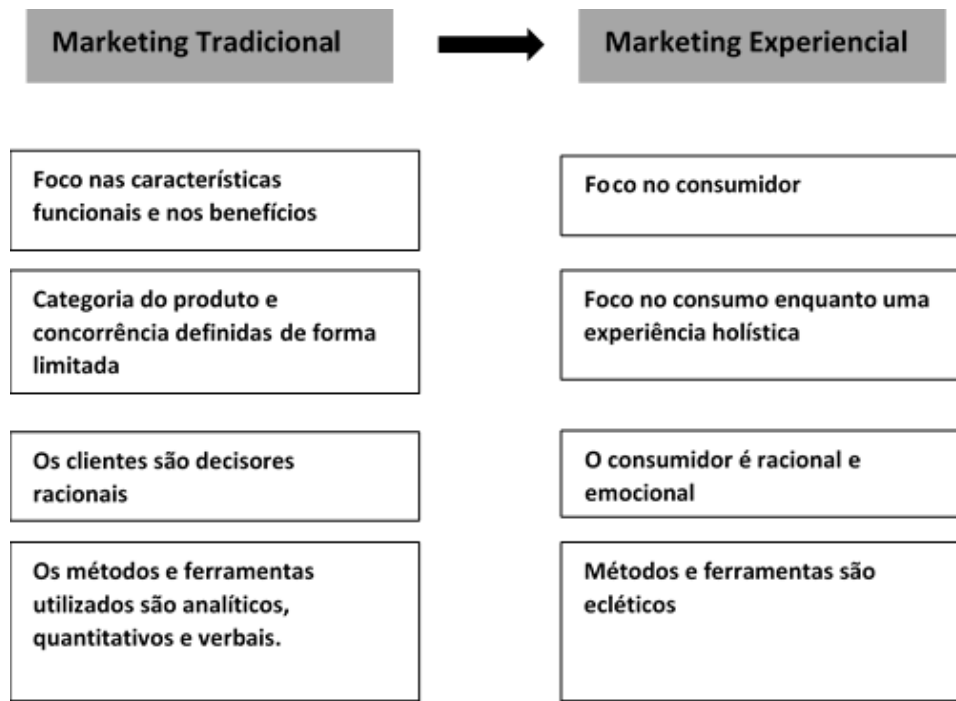 Marketing Tradicional
Marketing Experiencial
Foco nas características
funcionais e nos benefícios
Foco no consumidor
Categoria do produto e
concorrência definidas de forma
limitada
Foco no consumo enquanto uma
experiência holística
Os clientes são decisores
racionais
O consumidor é racional e
emocional
Os métodos e ferramentas
utilizados são analíticos,
quantitativos e verbais.
Métodos e ferramentas são
ecléticos